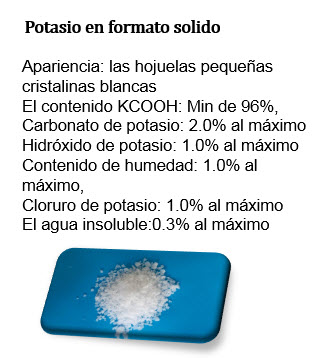 Potasio en formato solido
Apariencia: las hojuelas pequeñas
cristalinas blancas
El contenido KCOOH: Min de 96%,
Carbonato de potasio: 2.0% al máximo
Hidróxido de potasio: 1.0% al máximo
Contenido de humedad: 1.0% al
máximo,
Cloruro de potasio: 1.0% al máximo
El agua insoluble:0.3% al máximo